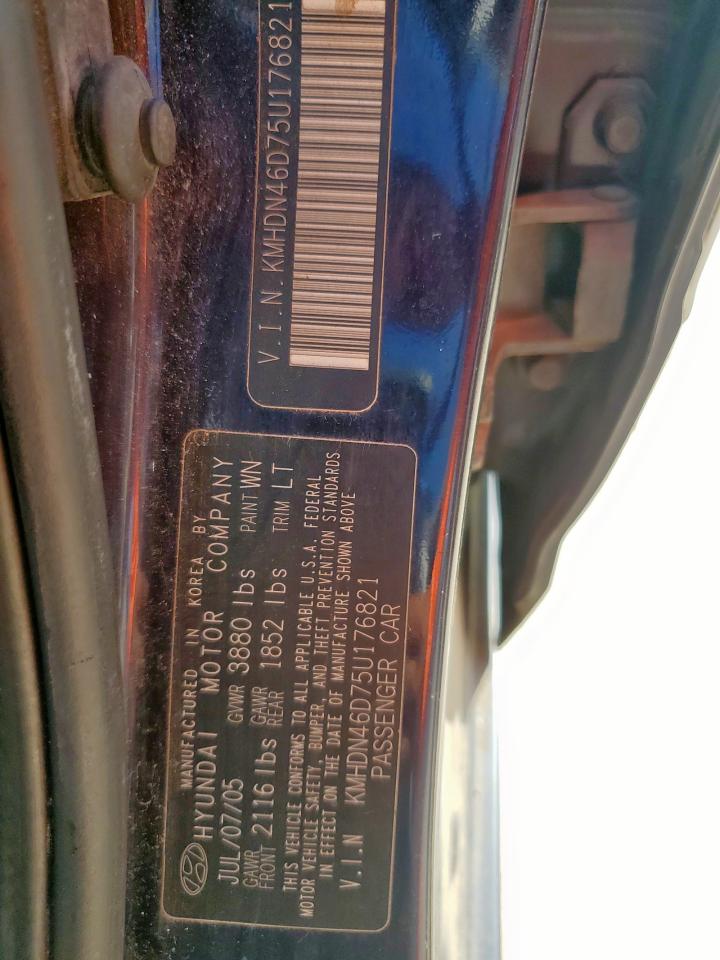 MANUFACTURED IN KOREA BY
HYUNDAI MOTOR COMPANY
JUL/07/05 GVWR 3880 lbs PAINT WN
GAWR FRONT 2116 lbs GAWR REAR 1852 lbs TRIM LT
THIS VEHICLE CONFORMS TO ALL APPLICABLE U.S.A. FEDERAL
MOTOR VEHICLE SAFETY, BUMPER, AND THEFT PREVENTION STANDARDS
IN EFFECT ON THE DATE OF MANUFACTURE SHOWN ABOVE
V.I.N KMHDN46D75U176821
PASSENGER CAR
V.I.N.KMHDN46D75U176821